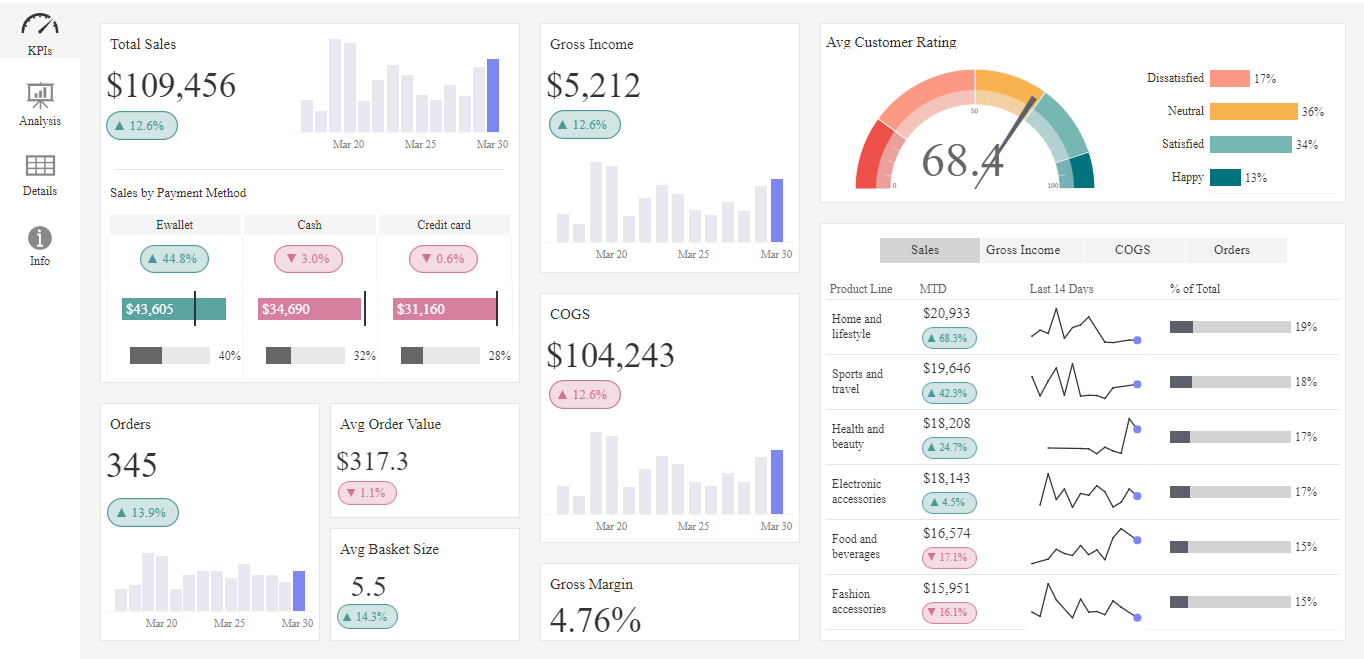 KPIs
Analysis
Details
Info
Total Sales
$109,456
▲ 12.6%
Mar 20 Mar 25 Mar 30
Sales by Payment Method
Ewallet Cash Credit card
▲ 44.8% ▼ 3.0% ▼ 0.6%
$43,605 $34,690 $31,160
40% 32% 28%
Orders
345
▲ 13.9%
Mar 20 Mar 25 Mar 30
Avg Order Value
$317.3
▼ 1.1%
Avg Basket Size
5.5
▲ 14.3%
Gross Income
$5,212
▲ 12.6%
Mar 20 Mar 25 Mar 30
COGS
$104,243
▲ 12.6%
Mar 20 Mar 25 Mar 30
Gross Margin
4.76%
Avg Customer Rating
50
68.4
0 100
Dissatisfied 17%
Neutral 36%
Satisfied 34%
Happy 13%
Sales Gross Income COGS Orders
Product Line MTD Last 14 Days % of Total
Home and
lifestyle
$20,933
▲ 68.3%
19%
Sports and
travel
$19,646
▲ 42.3%
18%
Health and
beauty
$18,208
▲ 24.7%
17%
Electronic
accessories
$18,143
▲ 4.5%
17%
Food and
beverages
$16,574
▼ 17.1%
15%
Fashion
accessories
$15,951
▼ 16.1%
15%